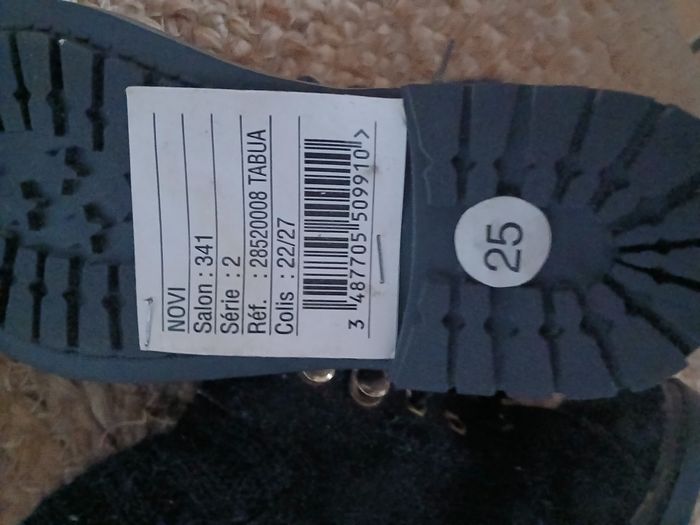 NOVI
Salon : 341
Série : 2
Réf. : 28520008 TABUA
Colis : 22/27
3 487705 509910 >
25